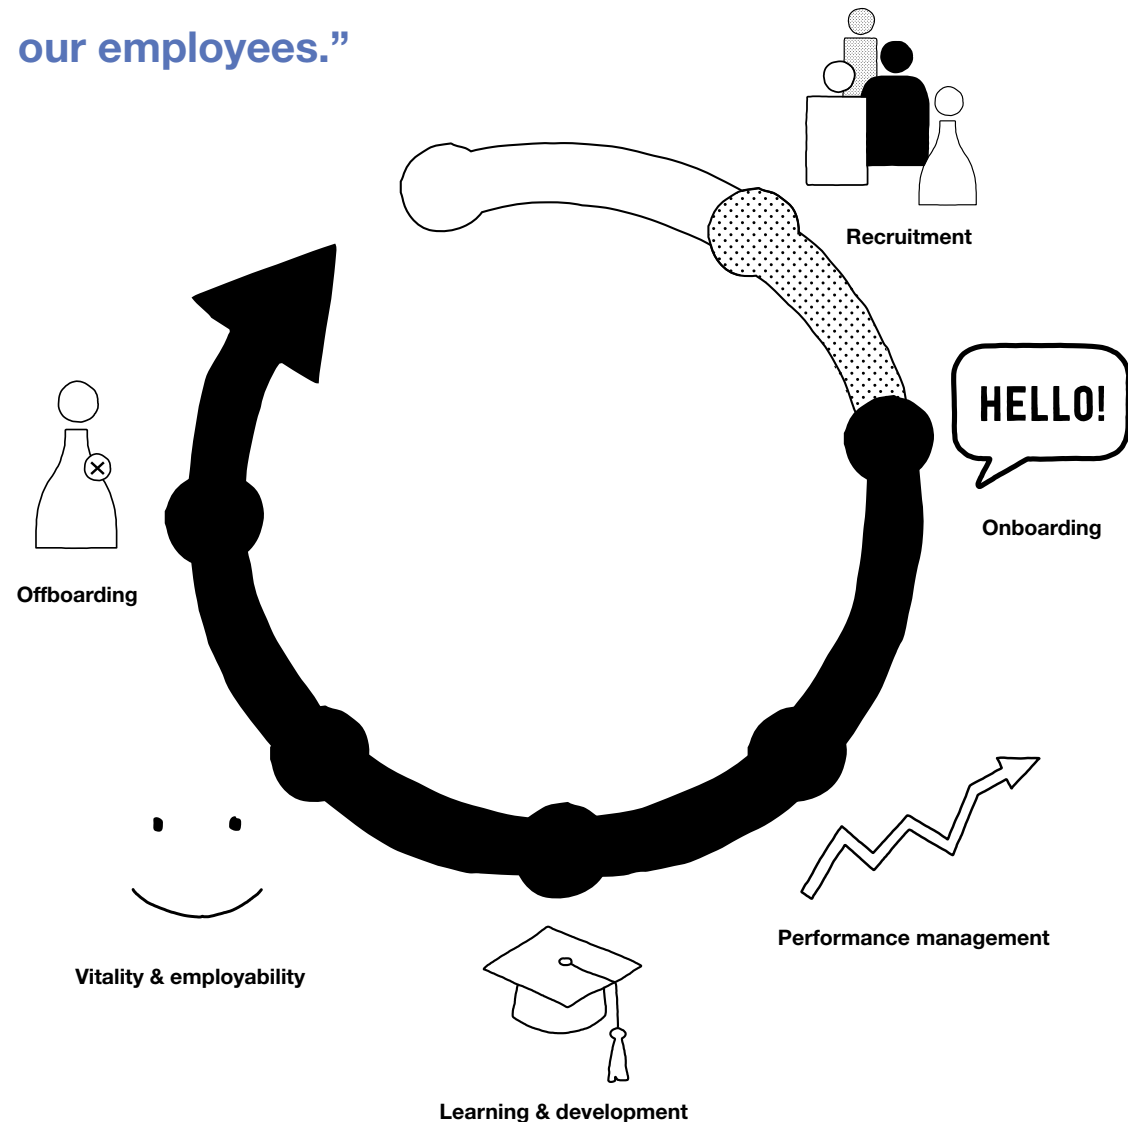 our employees.”
Recruitment
HELLO!
Onboarding
Offboarding
Performance management
Vitality & employability
Learning & development